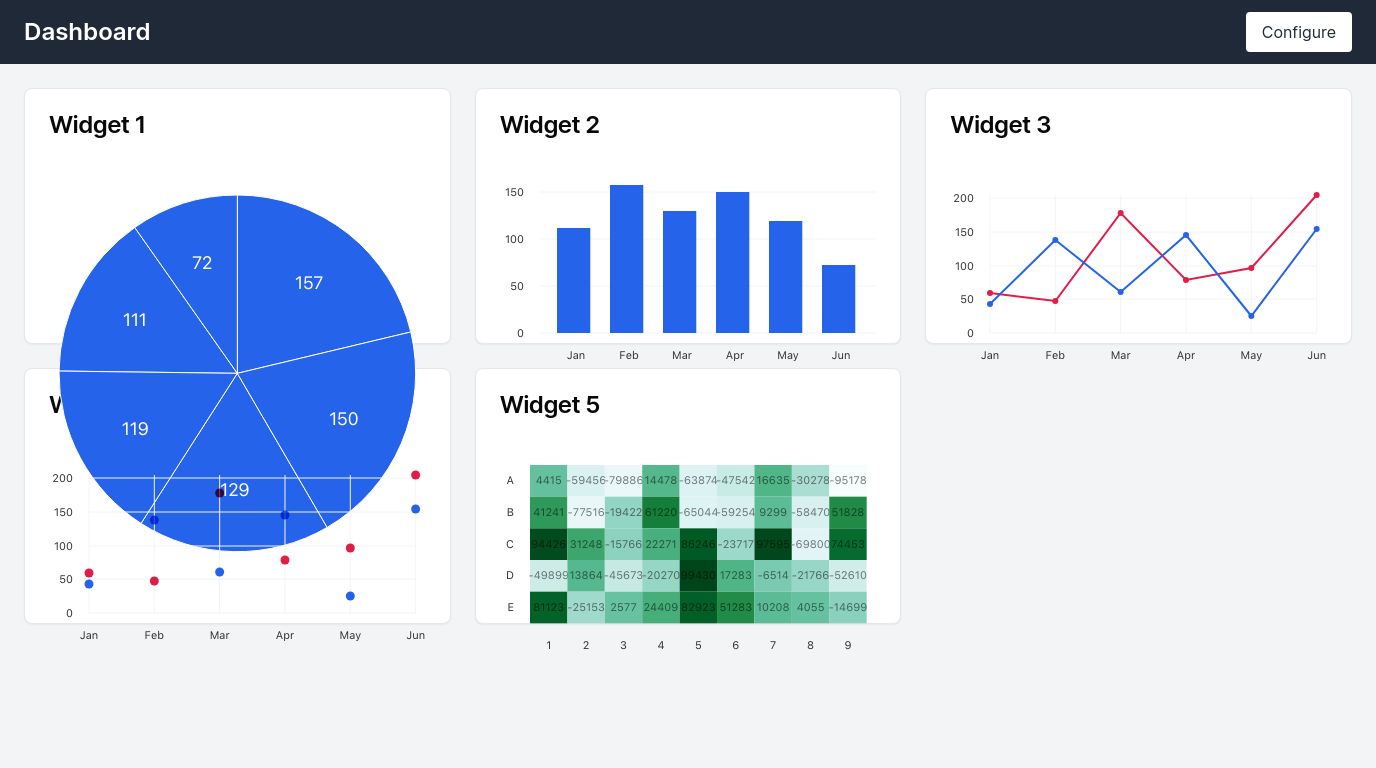 Dashboard
Configure
Widget 1
72
157
111
150
119
129
Widget 2
150
100
50
0
Jan Feb Mar Apr May Jun
Widget 3
200
150
100
50
0
Jan Feb Mar Apr May Jun
200
150
100
50
0
Jan Feb Mar Apr May Jun
Widget 5
A 4415 -59456 -79886 14478 -63874 -47542 16635 -30278 -95178
B 41241 -77516 -19422 61220 -65044 -59254 9299 -58470 51828
C 94426 31248 -15766 22271 86246 -23717 97595 -69800 74453
D -49899 13864 -45673 -20270 99430 17283 -6514 -21766 -52610
E 81123 -25153 2577 24409 82923 51283 10208 4055 -14699
1 2 3 4 5 6 7 8 9